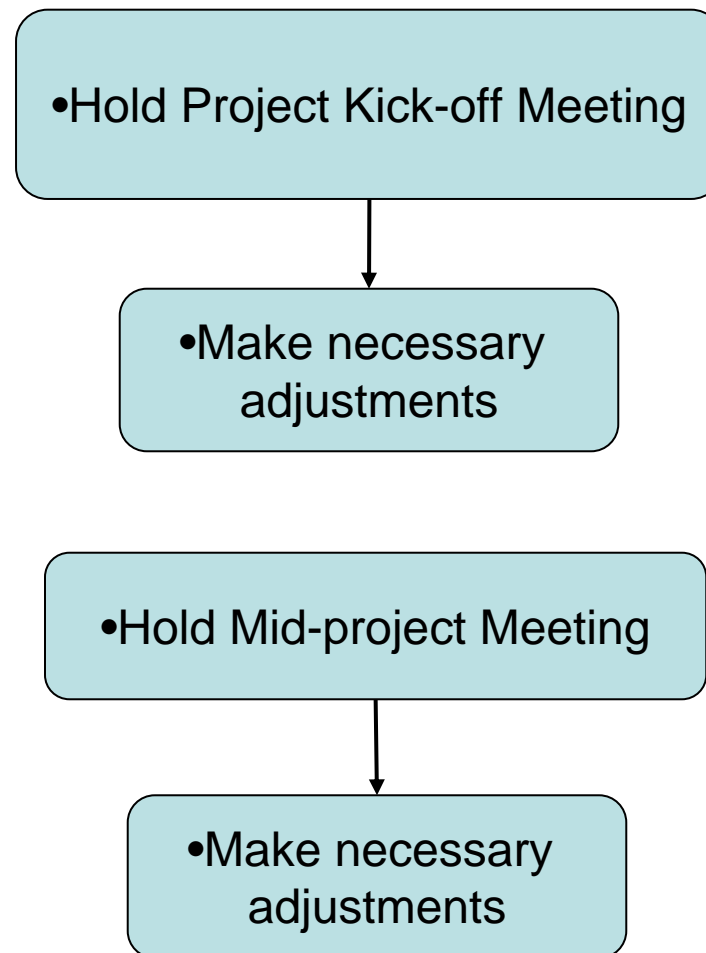 •Hold Project Kick-off Meeting
•Make necessary
adjustments
•Hold Mid-project Meeting
•Make necessary
adjustments